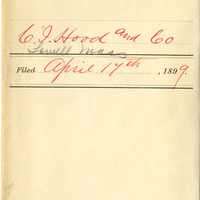 C. I. Hood and Co
Lowell Mass
Filed April 17th, 1899.